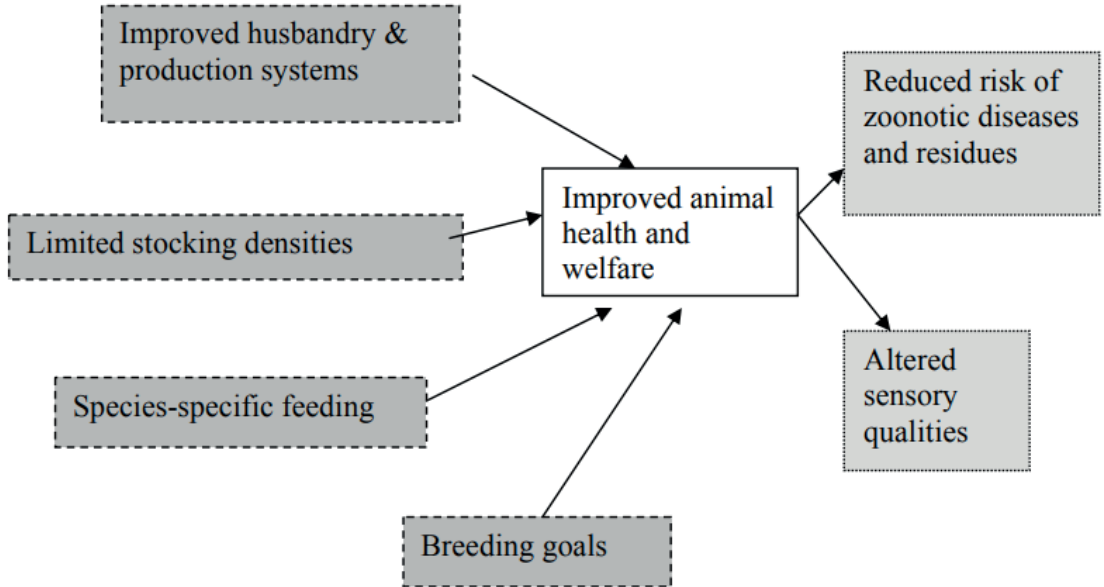 Improved husbandry &
production systems
Reduced risk of
zoonotic diseases
and residues
Improved animal
health and
welfare
Limited stocking densities
Altered
sensory
qualities
Species-specific feeding
Breeding goals